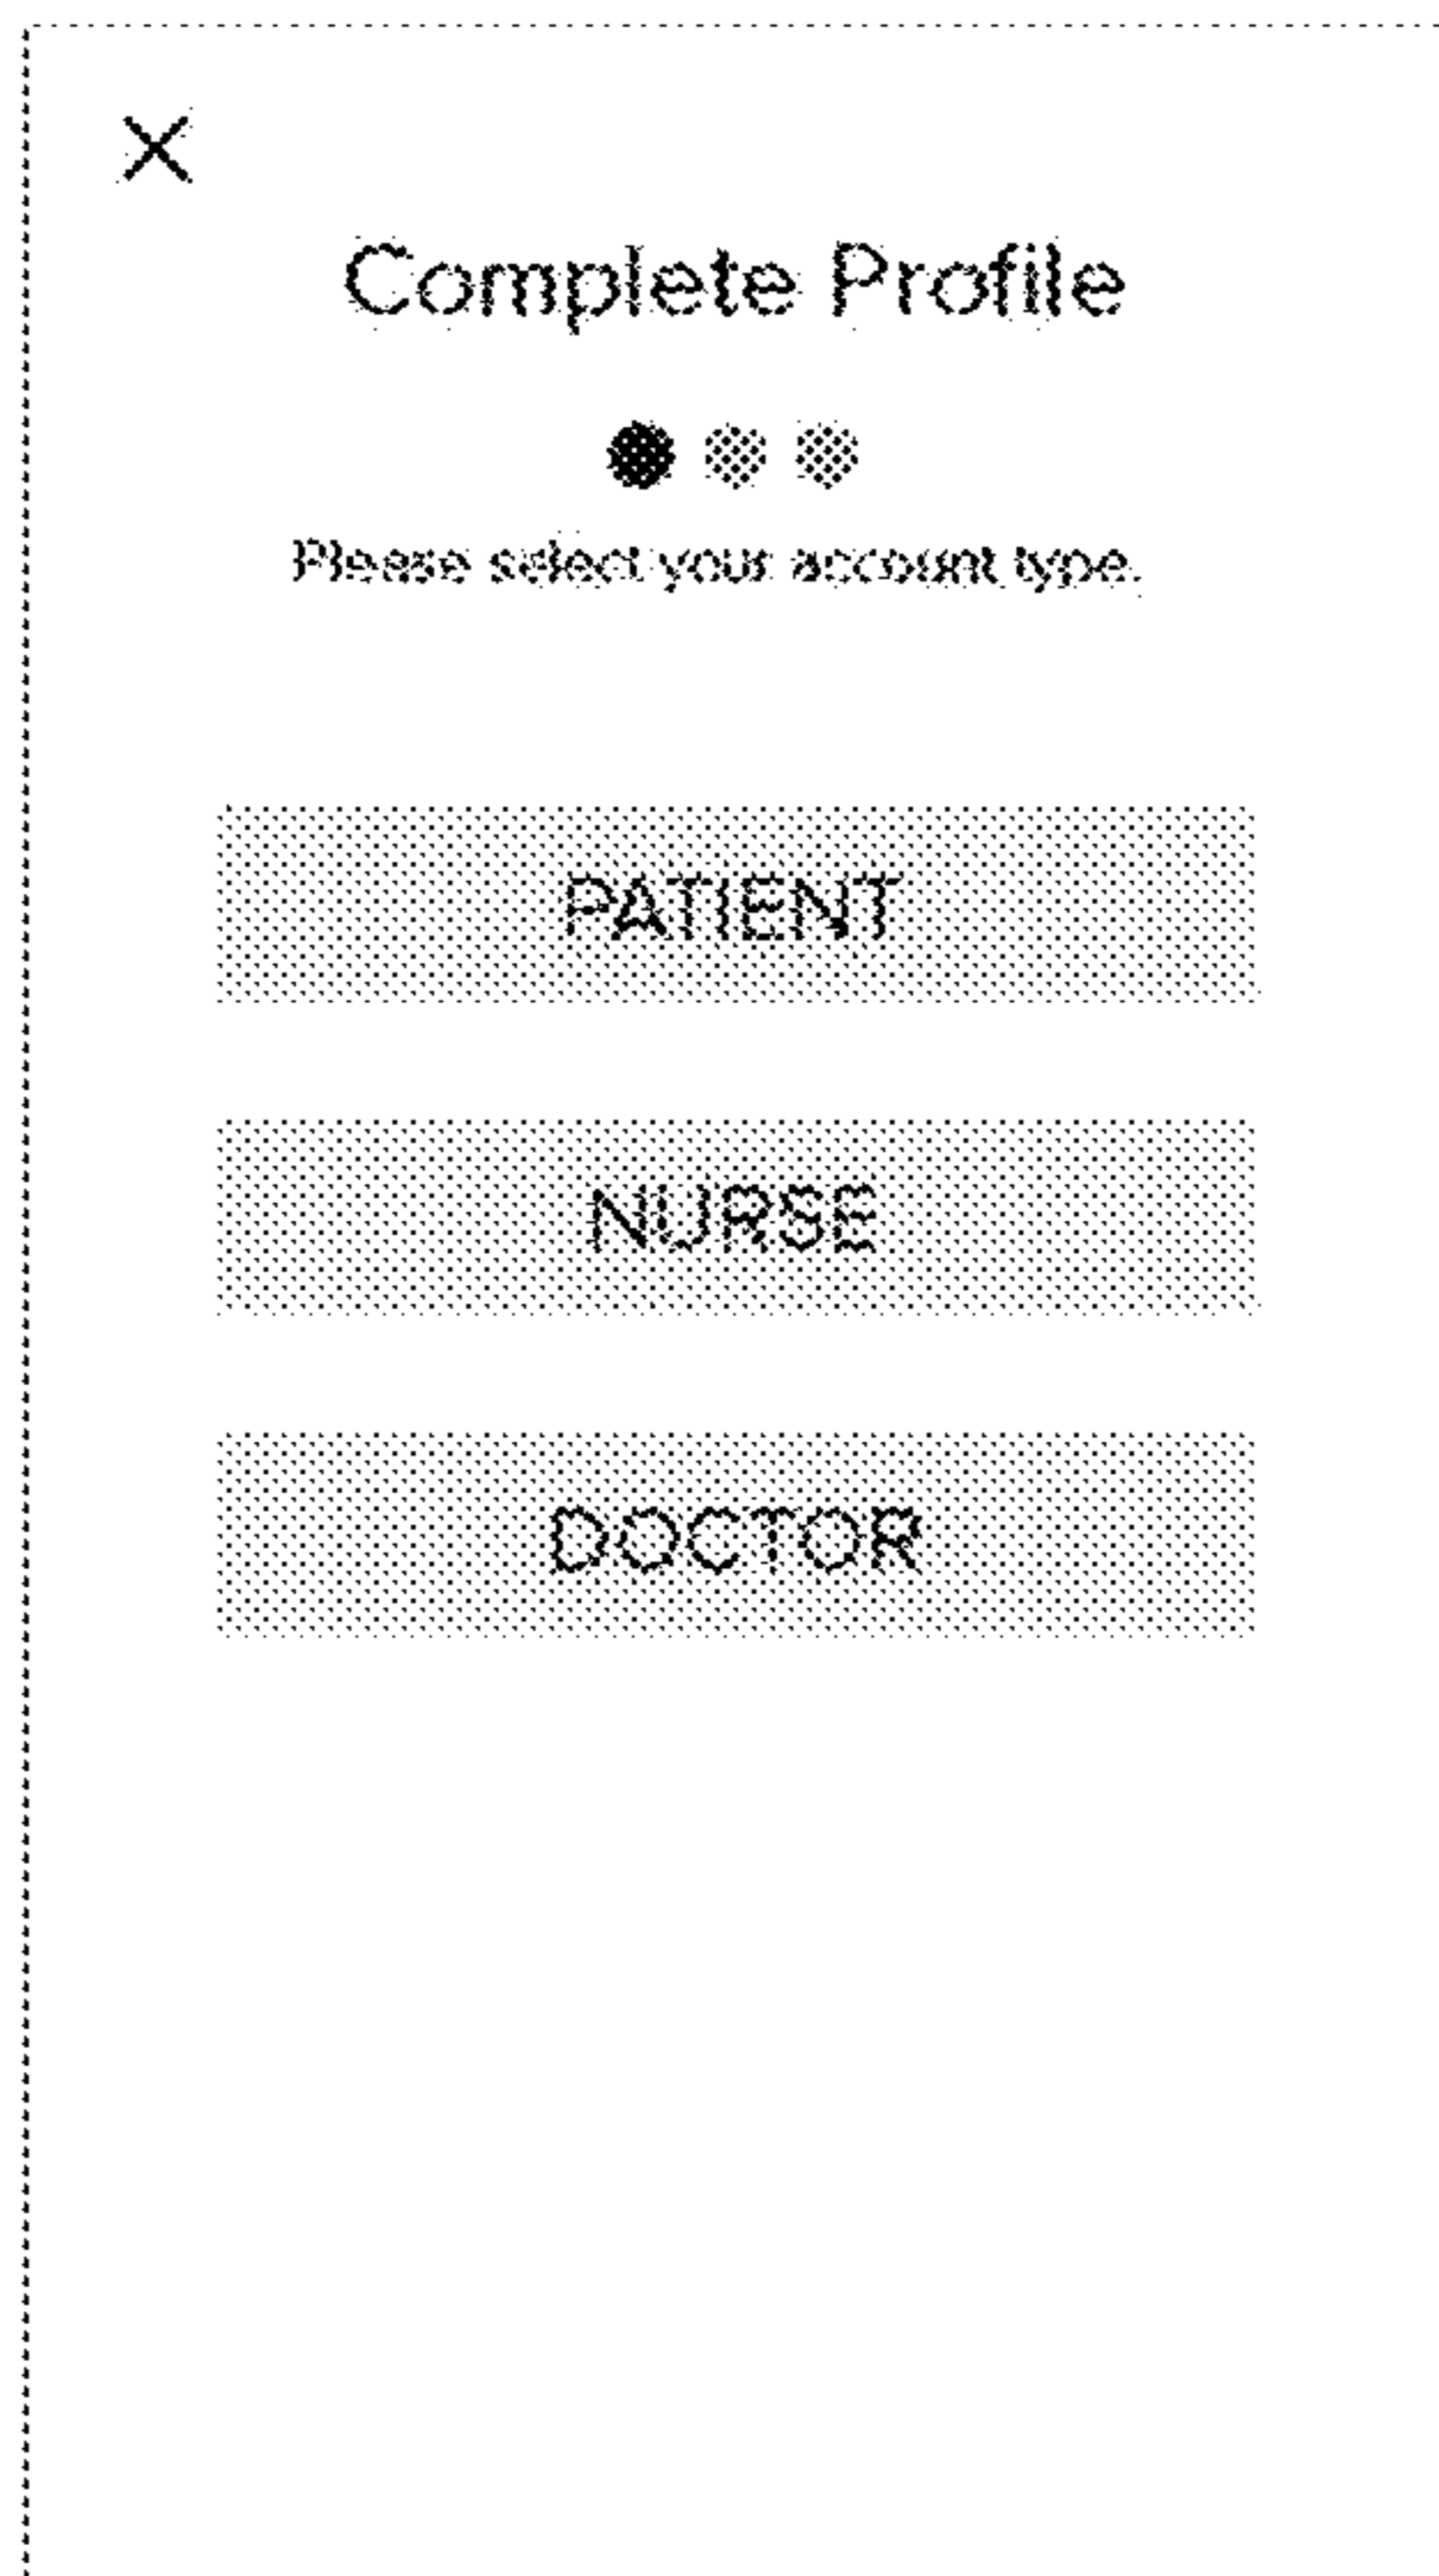 Complete Profile
Please select your account type.
PATIENT
NURSE
DOCTOR